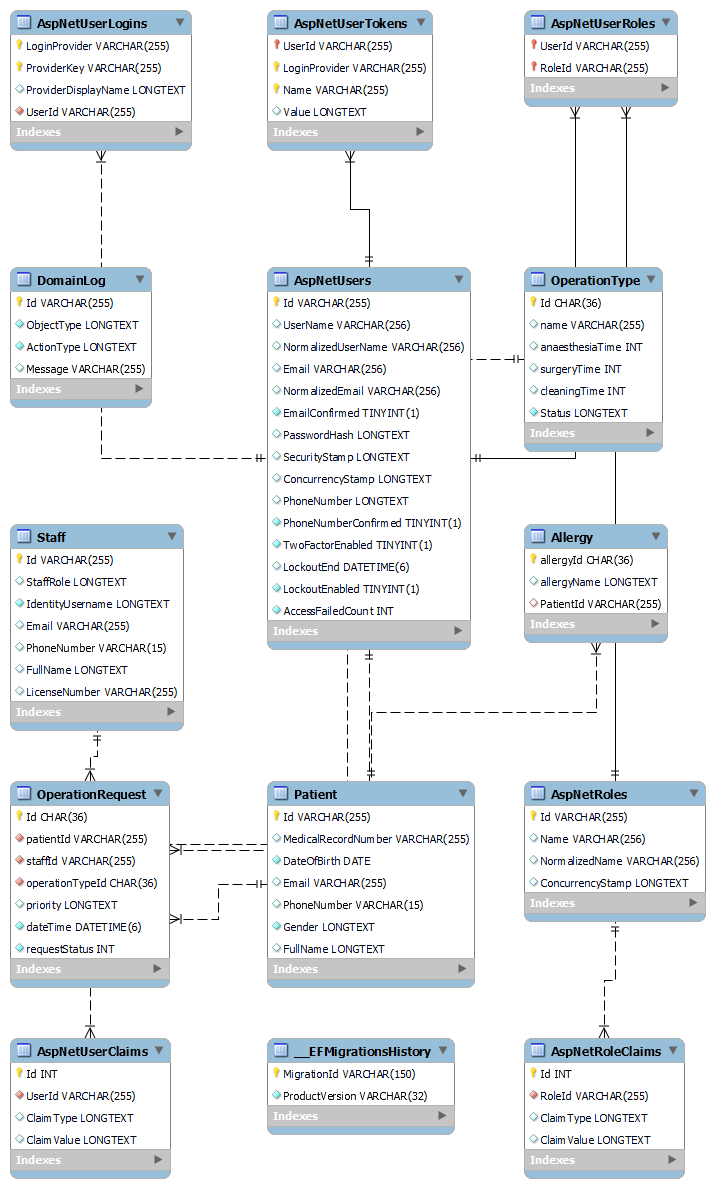 AspNetUserLogins
LoginProvider VARCHAR(255)
ProviderKey VARCHAR(255)
ProviderDisplayName LONGTEXT
UserId VARCHAR(255)
Indexes
AspNetUserTokens
UserId VARCHAR(255)
LoginProvider VARCHAR(255)
Name VARCHAR(255)
Value LONGTEXT
Indexes
AspNetUserRoles
UserId VARCHAR(255)
RoleId VARCHAR(255)
Indexes
DomainLog
Id VARCHAR(255)
ObjectType LONGTEXT
ActionType LONGTEXT
Message VARCHAR(255)
Indexes
AspNetUsers
Id VARCHAR(255)
UserName VARCHAR(256)
NormalizedUserName VARCHAR(256)
Email VARCHAR(256)
NormalizedEmail VARCHAR(256)
EmailConfirmed TINYINT(1)
PasswordHash LONGTEXT
SecurityStamp LONGTEXT
ConcurrencyStamp LONGTEXT
PhoneNumber LONGTEXT
PhoneNumberConfirmed TINYINT(1)
TwoFactorEnabled TINYINT(1)
LockoutEnd DATETIME(6)
LockoutEnabled TINYINT(1)
AccessFailedCount INT
Indexes
OperationType
Id CHAR(36)
name VARCHAR(255)
anaesthesiaTime INT
surgeryTime INT
cleaningTime INT
Status LONGTEXT
Indexes
Staff
Id VARCHAR(255)
StaffRole LONGTEXT
IdentityUsername LONGTEXT
Email VARCHAR(255)
PhoneNumber VARCHAR(15)
FullName LONGTEXT
LicenseNumber VARCHAR(255)
Indexes
Allergy
allergyId CHAR(36)
allergyName LONGTEXT
PatientId VARCHAR(255)
Indexes
OperationRequest
Id CHAR(36)
patientId VARCHAR(255)
staffId VARCHAR(255)
operationTypeId CHAR(36)
priority LONGTEXT
dateTime DATETIME(6)
requestStatus INT
Indexes
Patient
Id VARCHAR(255)
MedicalRecordNumber VARCHAR(255)
DateOfBirth DATE
Email VARCHAR(255)
PhoneNumber VARCHAR(15)
Gender LONGTEXT
FullName LONGTEXT
Indexes
AspNetRoles
Id VARCHAR(255)
Name VARCHAR(256)
NormalizedName VARCHAR(256)
ConcurrencyStamp LONGTEXT
Indexes
AspNetUserClaims
Id INT
UserId VARCHAR(255)
ClaimType LONGTEXT
ClaimValue LONGTEXT
Indexes
__EFMigrationsHistory
MigrationId VARCHAR(150)
ProductVersion VARCHAR(32)
Indexes
AspNetRoleClaims
Id INT
RoleId VARCHAR(255)
ClaimType LONGTEXT
ClaimValue LONGTEXT
Indexes